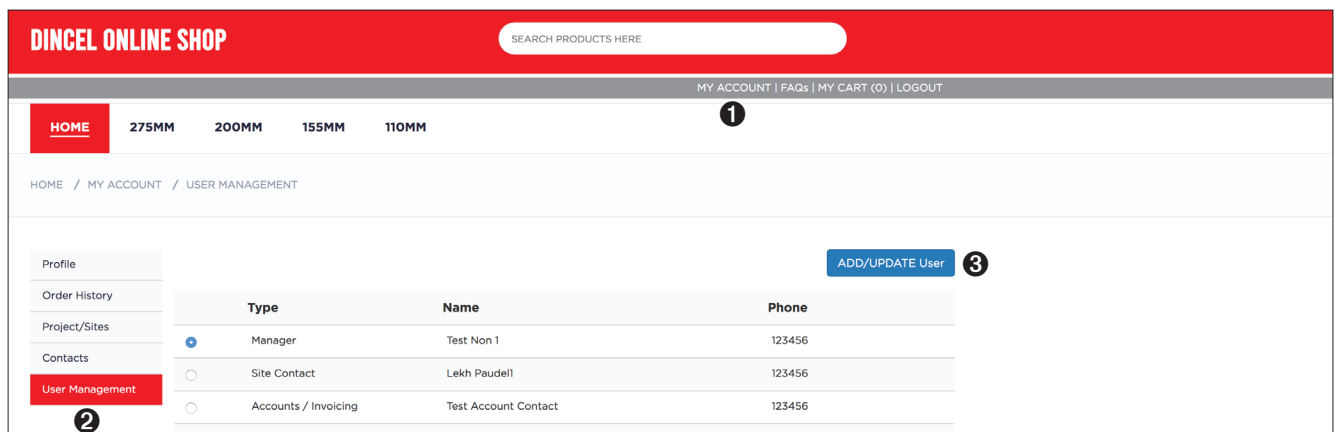 DINCEL ONLINE SHOP
SEARCH PRODUCTS HERE
MY ACCOUNT | FAQs | MY CART (0) | LOGOUT
1
HOME 275MM 200MM 155MM 110MM
HOME / MY ACCOUNT / USER MANAGEMENT
Profile
Order History
Project/Sites
Contacts
User Management
2
ADD/UPDATE User 3
Type Name Phone
Manager Test Non 1 123456
Site Contact Lekh Paudel1 123456
Accounts / Invoicing Test Account Contact 123456